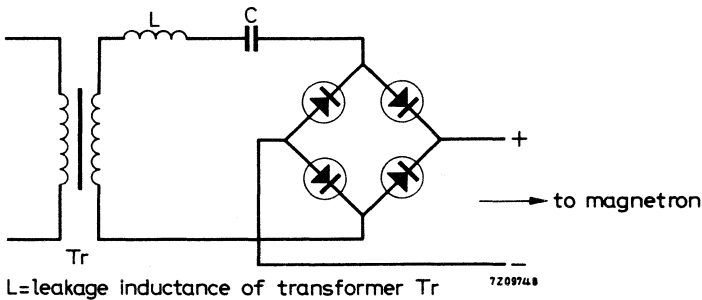 L
C
+
to magnetron
Tr
−
L=leakage inductance of transformer Tr
7Z09748